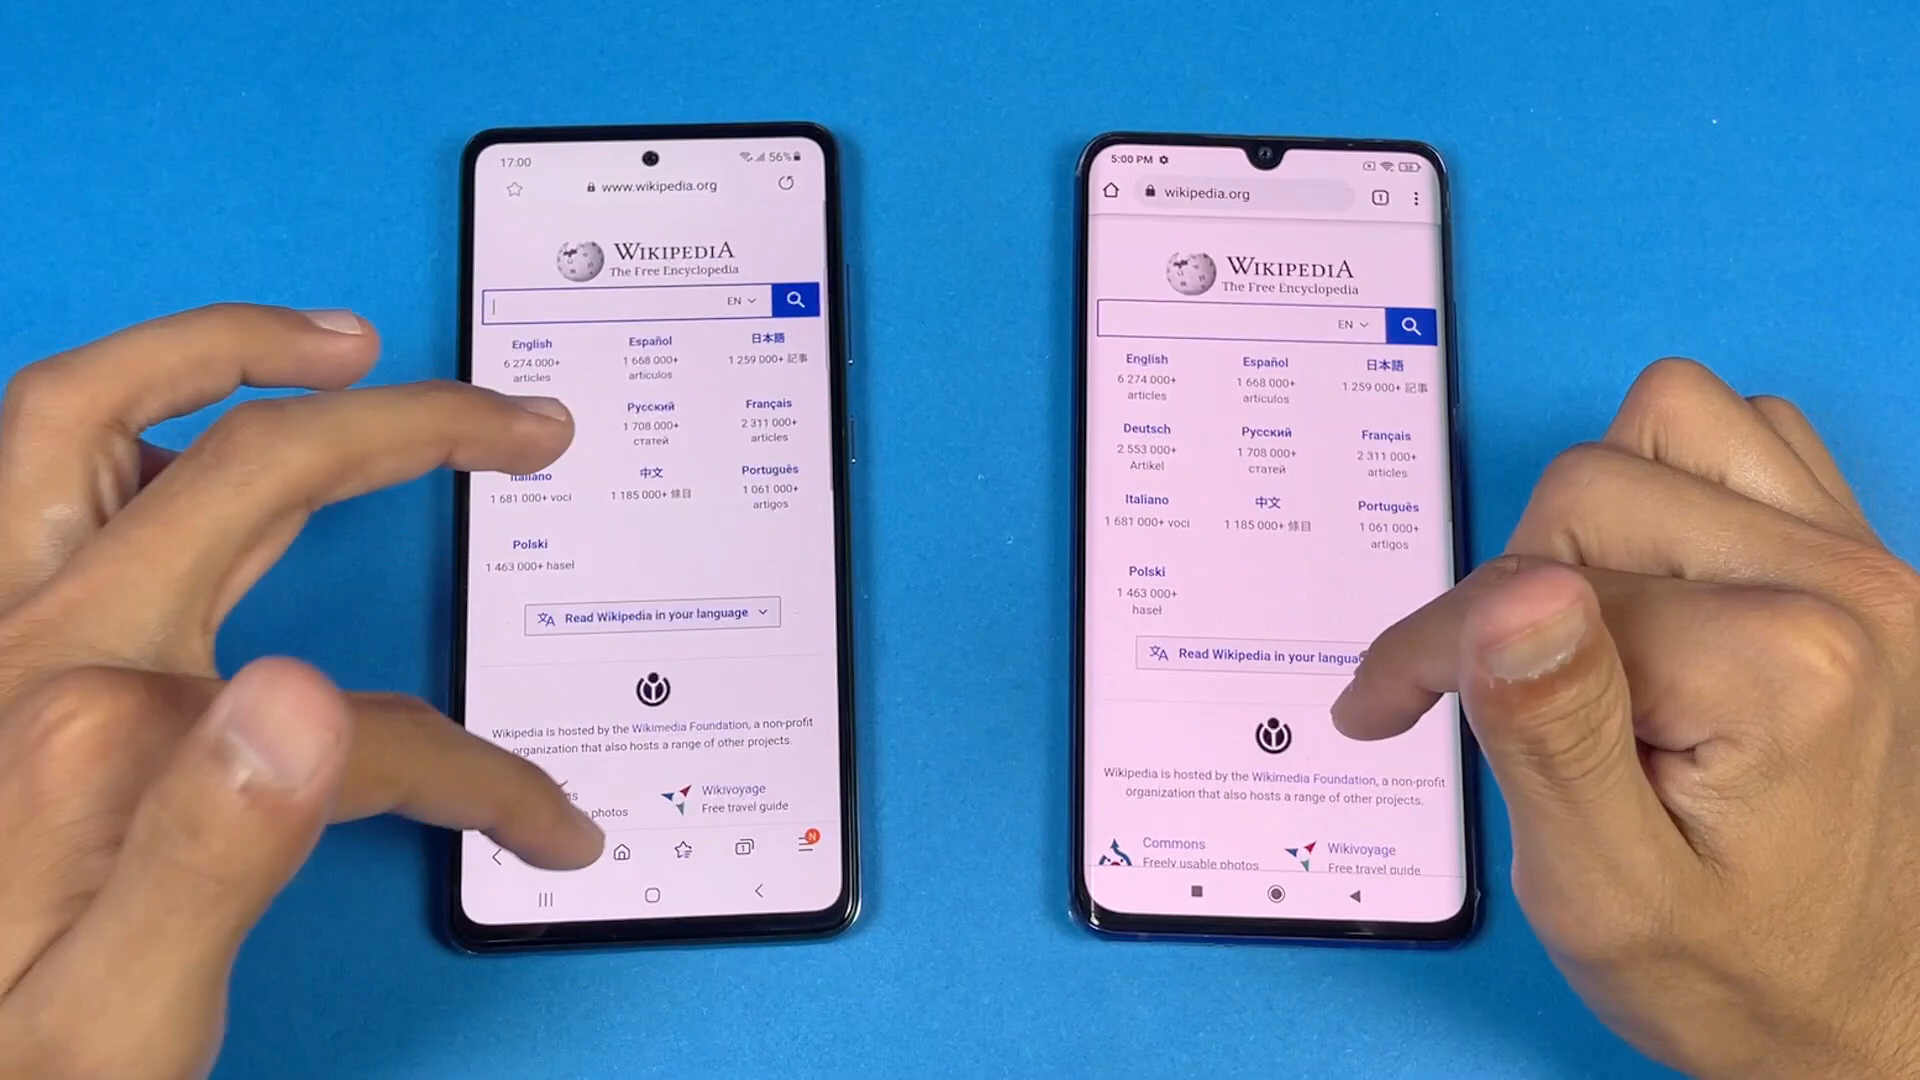 17:00
56%
www.wikipedia.org
WIKIPEDIA
The Free Encyclopedia
EN
English
6 274 000+
articles
Español
1 668 000+
artículos
日本語
1 259 000+ 記事
Русский
1 708 000+
статей
Français
2 311 000+
articles
Italiano
1 681 000+ voci
中文
1 185 000+ 條目
Português
1 061 000+
artigos
Polski
1 463 000+ haseł
Read Wikipedia in your language
Wikipedia is hosted by the Wikimedia Foundation, a non-profit
organization that also hosts a range of other projects.
photos
Wikivoyage
Free travel guide
1
N
5:00 PM
wikipedia.org
1
WIKIPEDIA
The Free Encyclopedia
EN
English
6 274 000+
articles
Español
1 668 000+
artículos
日本語
1 259 000+ 記事
Deutsch
2 553 000+
Artikel
Русский
1 708 000+
статей
Français
2 311 000+
articles
Italiano
1 681 000+ voci
中文
1 185 000+ 條目
Português
1 061 000+
artigos
Polski
1 463 000+
haseł
Read Wikipedia in your langua
Wikipedia is hosted by the Wikimedia Foundation, a non-profit
organization that also hosts a range of other projects.
Commons
Freely usable photos
Wikivoyage
Free travel guide